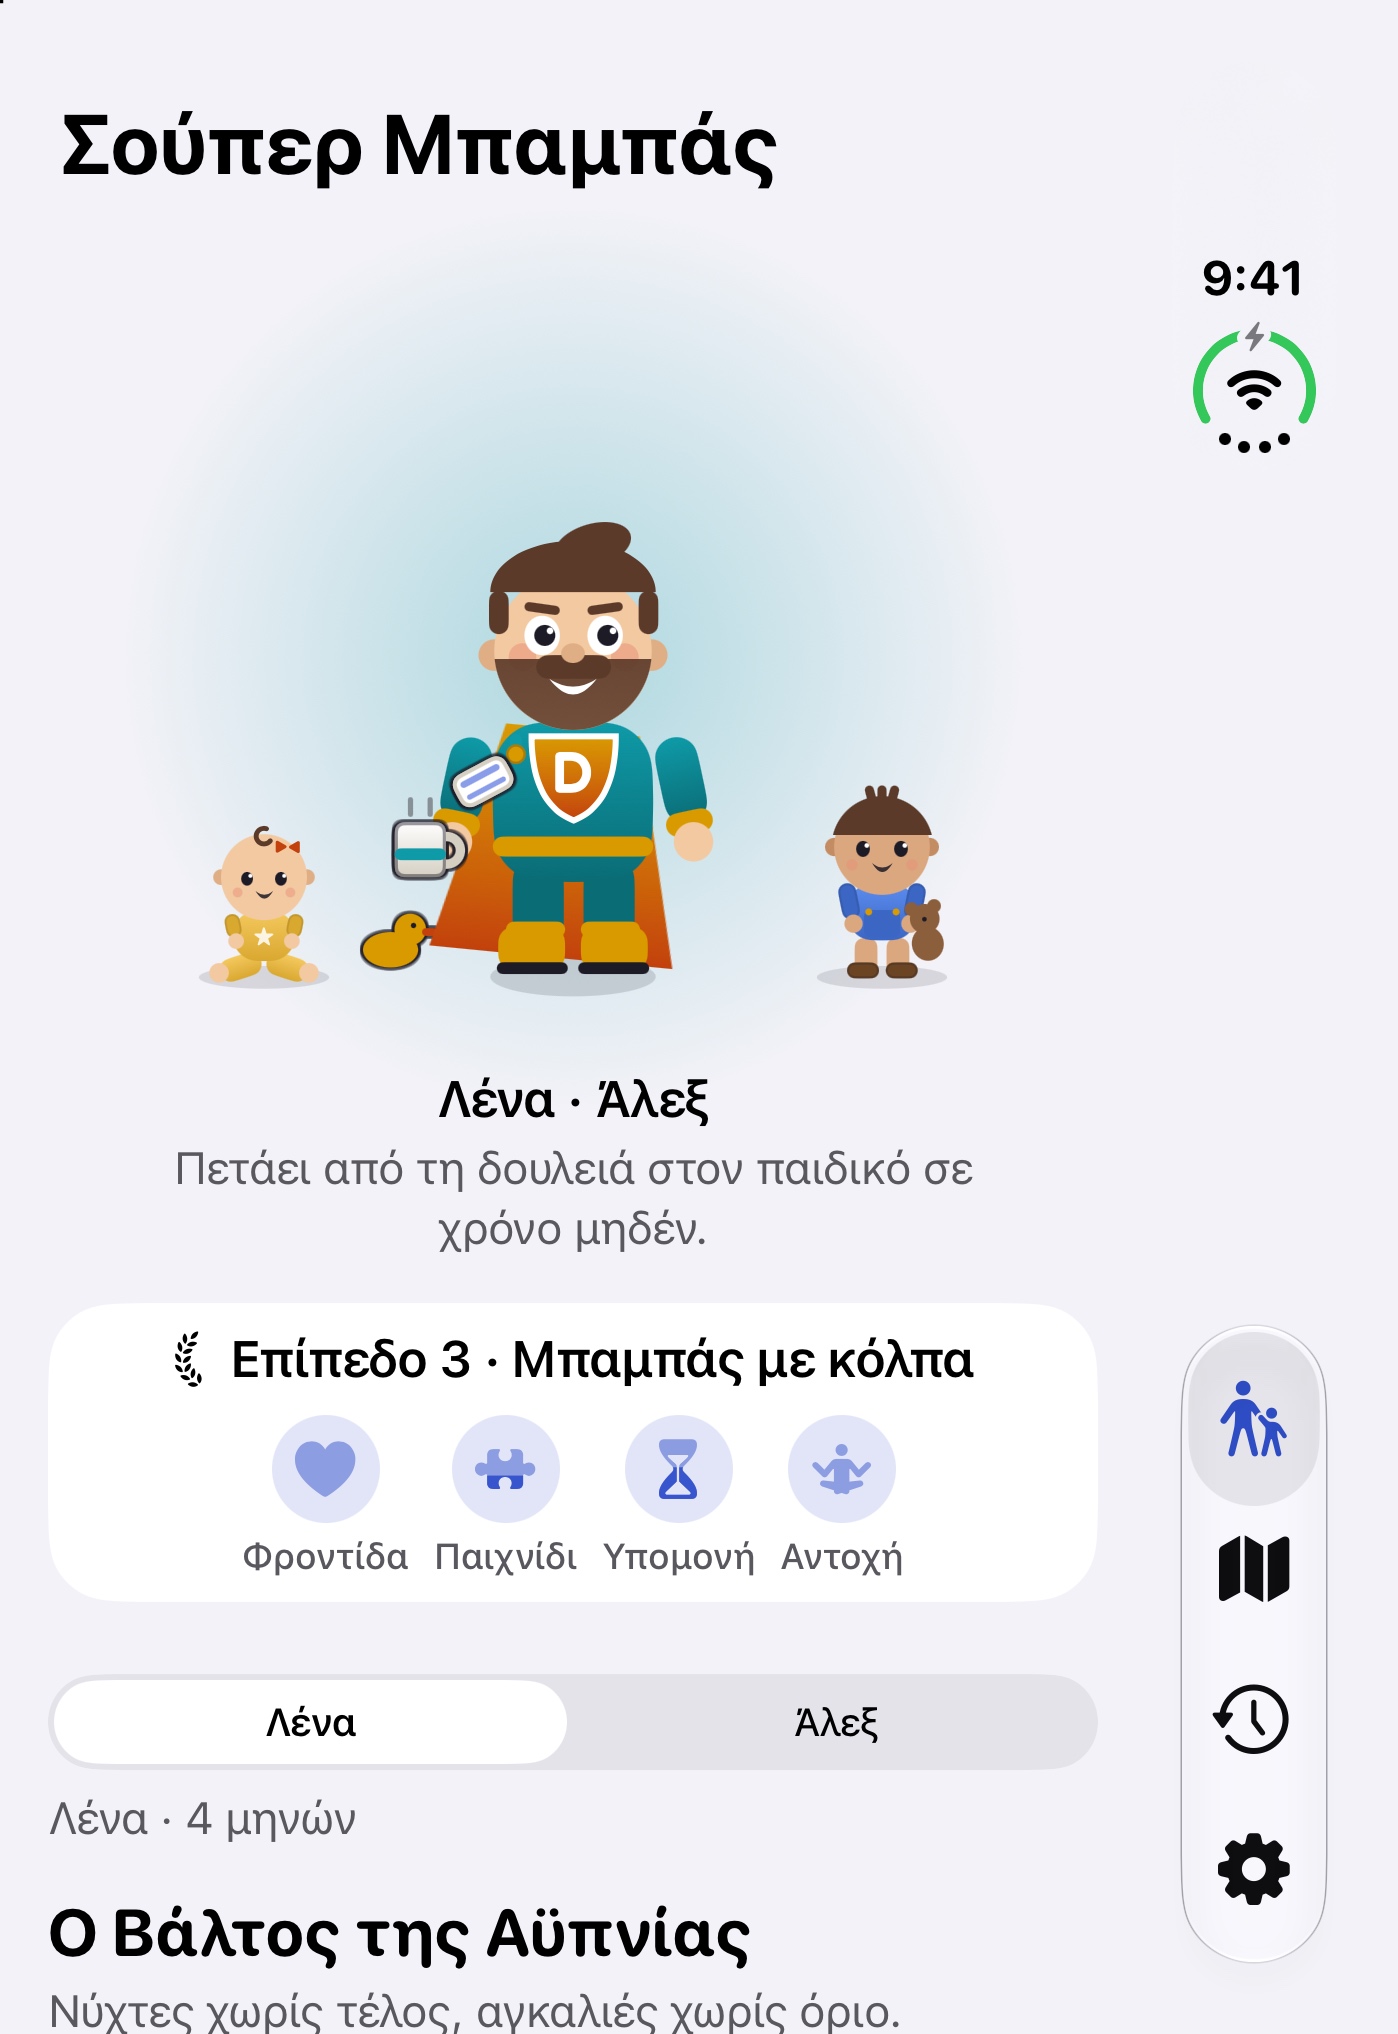 Σούπερ Μπαμπάς
9:41
D
Λένα · Άλεξ
Πετάει από τη δουλειά στον παιδικό σε
χρόνο μηδέν.
Επίπεδο 3 · Μπαμπάς με κόλπα
Φροντίδα Παιχνίδι Υπομονή Αντοχή
Λένα Άλεξ
Λένα · 4 μηνών
Ο Βάλτος της Αϋπνίας
Νύχτες χωρίς τέλος, αγκαλιές χωρίς όριο.